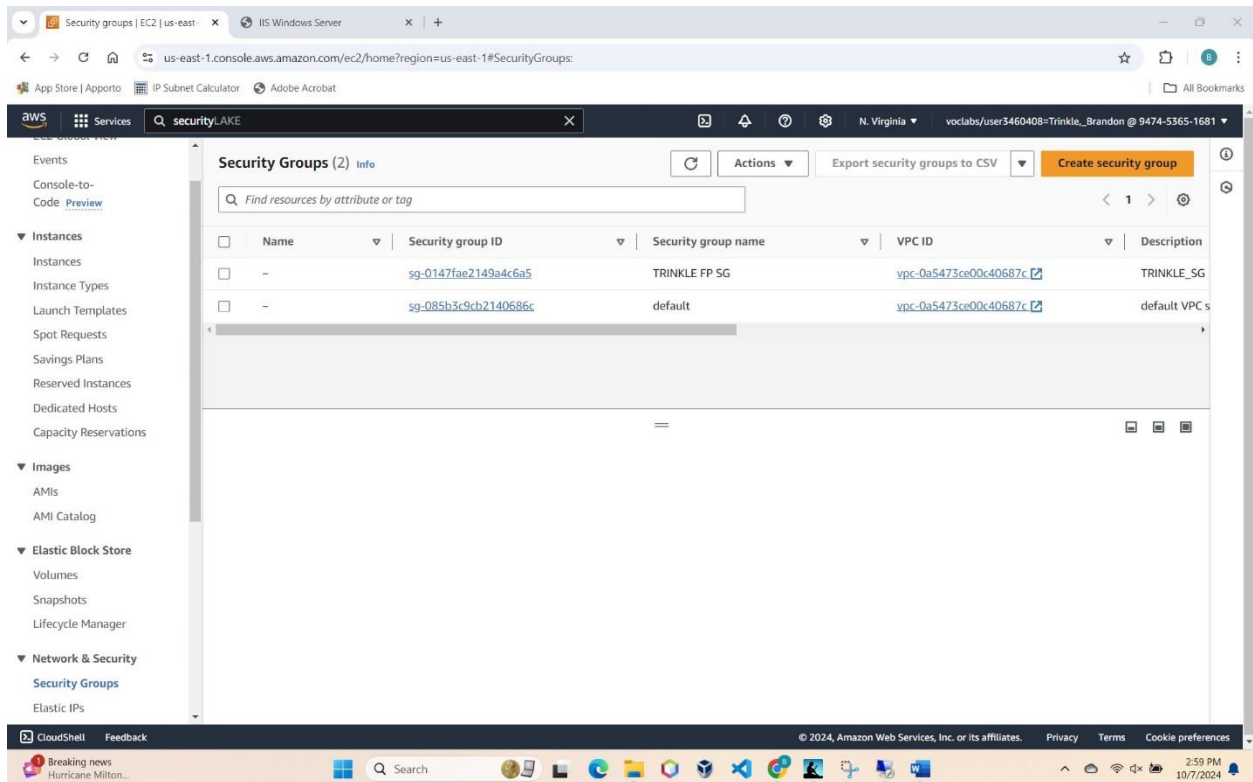 Security groups | EC2 | us-east-
IIS Windows Server
us-east-1.console.aws.amazon.com/ec2/home?region=us-east-1#SecurityGroups:
B
App Store | Apporto
IP Subnet Calculator
Adobe Acrobat
All Bookmarks
aws
Services
securityLAKE
N. Virginia
voclabs/user3460408=Trinkle,_Brandon @ 9474-5365-1681
EC2 Global View
Events
Console-to-
Code Preview
Instances
Instances
Instance Types
Launch Templates
Spot Requests
Savings Plans
Reserved Instances
Dedicated Hosts
Capacity Reservations
Images
AMIs
AMI Catalog
Elastic Block Store
Volumes
Snapshots
Lifecycle Manager
Network & Security
Security Groups
Elastic IPs
Security Groups (2) Info
Actions
Export security groups to CSV
Create security group
Find resources by attribute or tag
1
Name Security group ID Security group name VPC ID Description
– sg-0147fae2149a4c6a5 TRINKLE FP SG vpc-0a5473ce00c40687c TRINKLE_SG
– sg-085b3c9cb2140686c default vpc-0a5473ce00c40687c default VPC s
CloudShell Feedback
© 2024, Amazon Web Services, Inc. or its affiliates. Privacy Terms Cookie preferences
Breaking news
Hurricane Milton...
Search
2:59 PM
10/7/2024